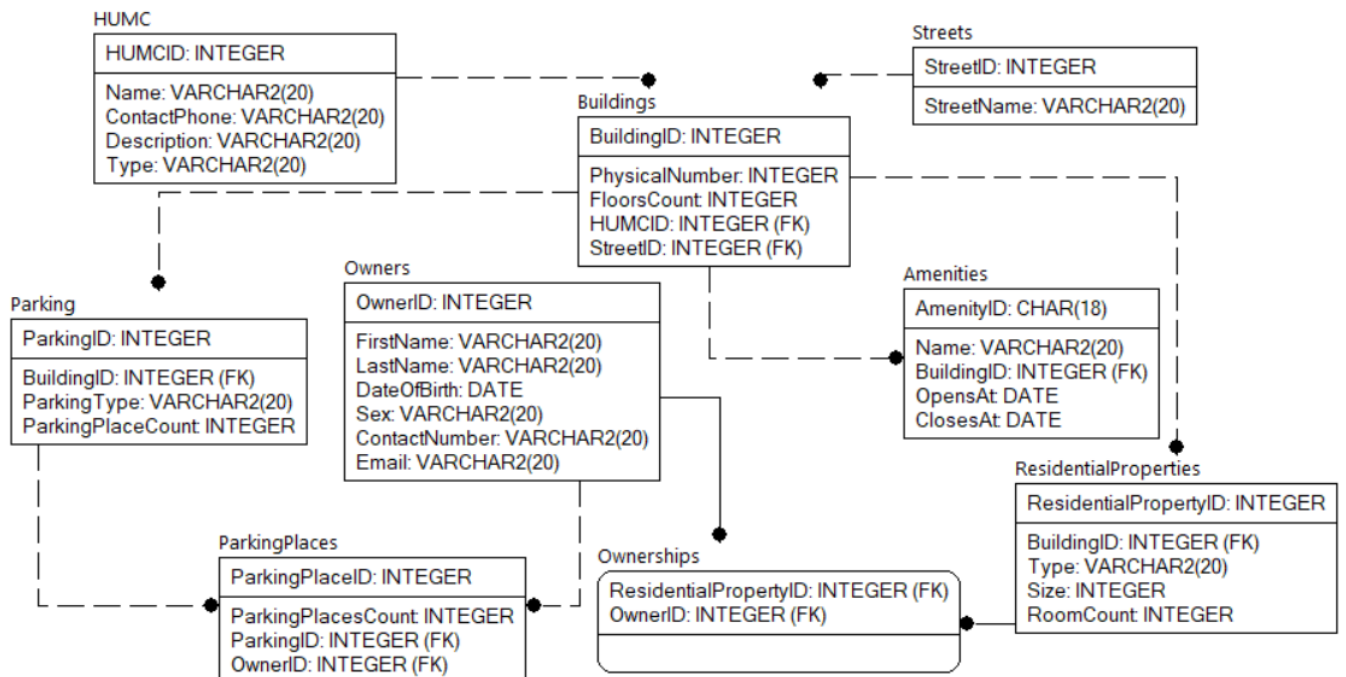 HUMC
HUMCID: INTEGER
Name: VARCHAR2(20)
ContactPhone: VARCHAR2(20)
Description: VARCHAR2(20)
Type: VARCHAR2(20)
Streets
StreetID: INTEGER
StreetName: VARCHAR2(20)
Buildings
BuildingID: INTEGER
PhysicalNumber: INTEGER
FloorsCount: INTEGER
HUMCID: INTEGER (FK)
StreetID: INTEGER (FK)
Parking
ParkingID: INTEGER
BuildingID: INTEGER (FK)
ParkingType: VARCHAR2(20)
ParkingPlaceCount: INTEGER
Owners
OwnerID: INTEGER
FirstName: VARCHAR2(20)
LastName: VARCHAR2(20)
DateOfBirth: DATE
Sex: VARCHAR2(20)
ContactNumber: VARCHAR2(20)
Email: VARCHAR2(20)
Amenities
AmenityID: CHAR(18)
Name: VARCHAR2(20)
BuildingID: INTEGER (FK)
OpensAt: DATE
ClosesAt: DATE
ResidentialProperties
ResidentialPropertyID: INTEGER
BuildingID: INTEGER (FK)
Type: VARCHAR2(20)
Size: INTEGER
RoomCount: INTEGER
ParkingPlaces
ParkingPlaceID: INTEGER
ParkingPlacesCount: INTEGER
ParkingID: INTEGER (FK)
OwnerID: INTEGER (FK)
Ownerships
ResidentialPropertyID: INTEGER (FK)
OwnerID: INTEGER (FK)